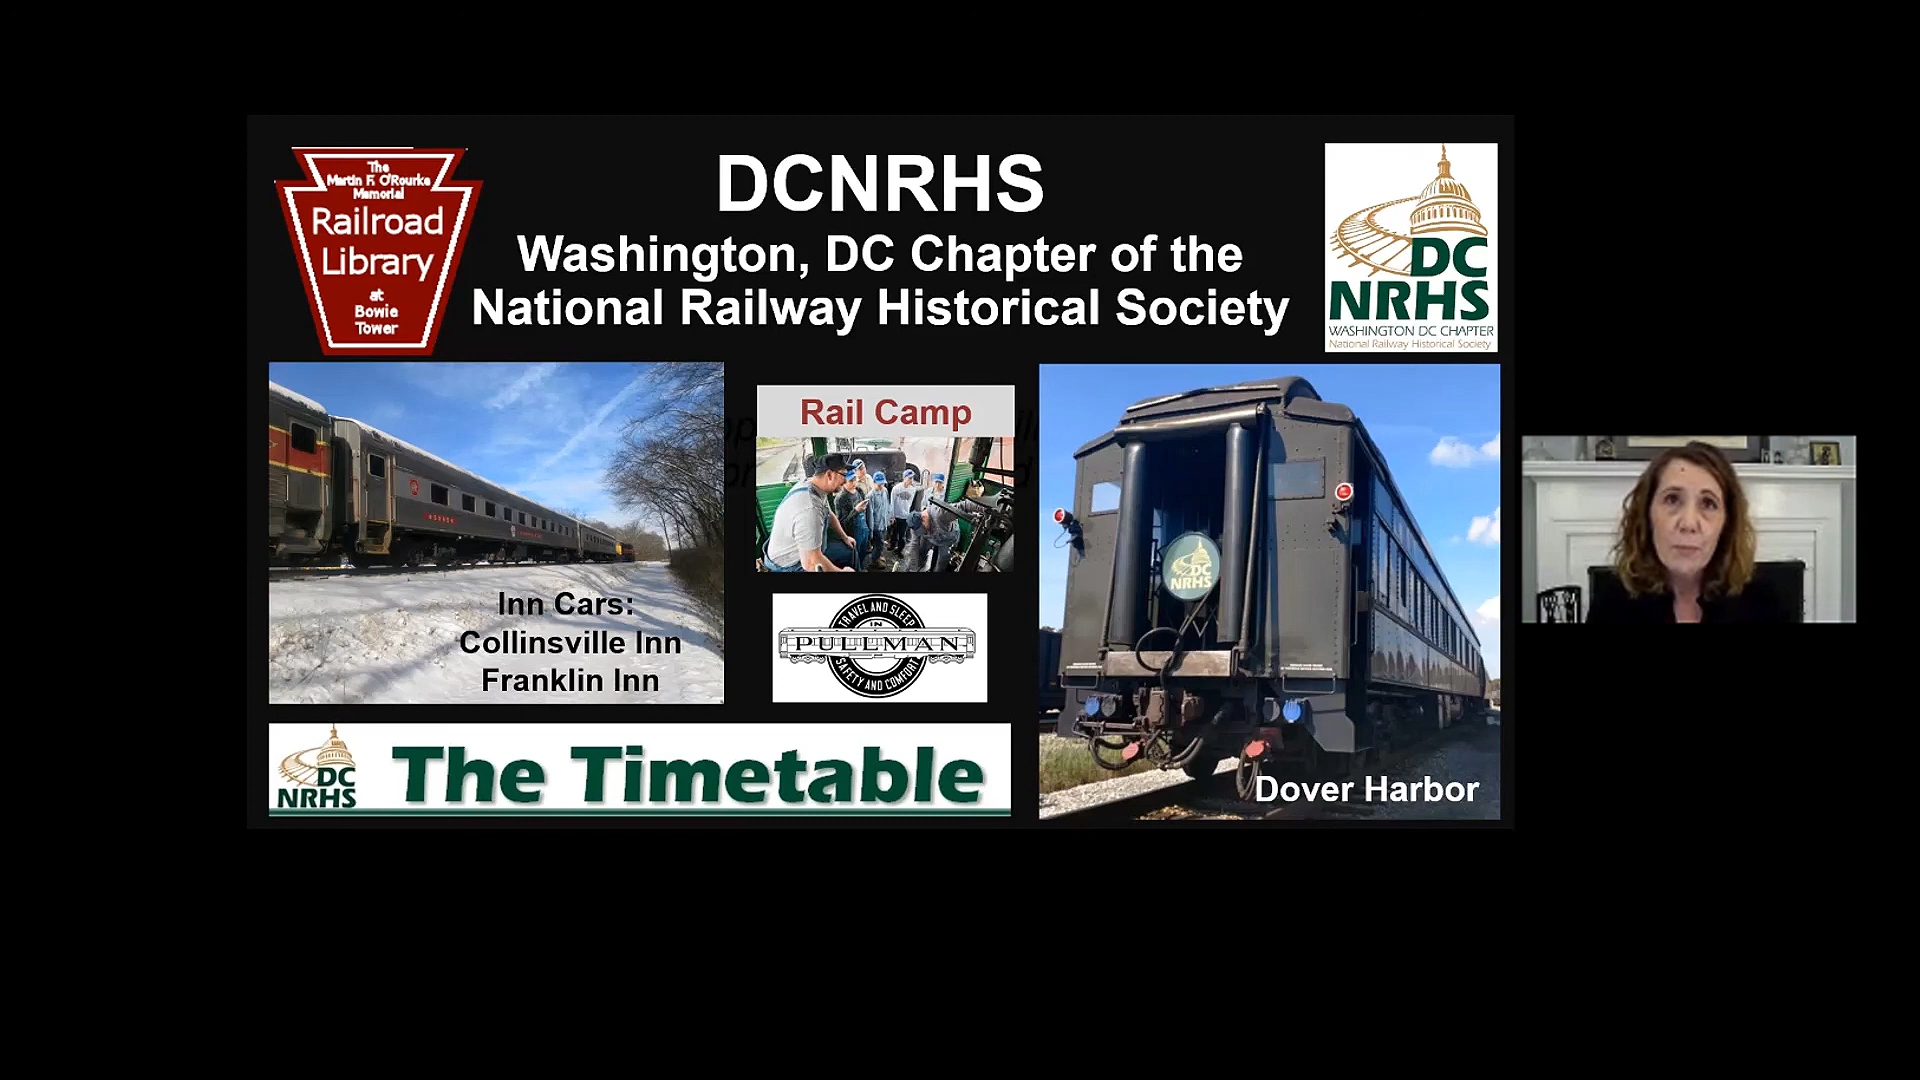 The
Martin F. O'Rourke
Memorial
Railroad
Library
at
Bowie
Tower
DCNRHS
Washington, DC Chapter of the
National Railway Historical Society
DC
NRHS
WASHINGTON DC CHAPTER
National Railway Historical Society
Inn Cars:
Collinsville Inn
Franklin Inn
Rail Camp
TRAVEL AND SLEEP
IN
PULLMAN
SAFETY AND COMFORT
DC
NRHS
Dover Harbor
DC
NRHS
The Timetable